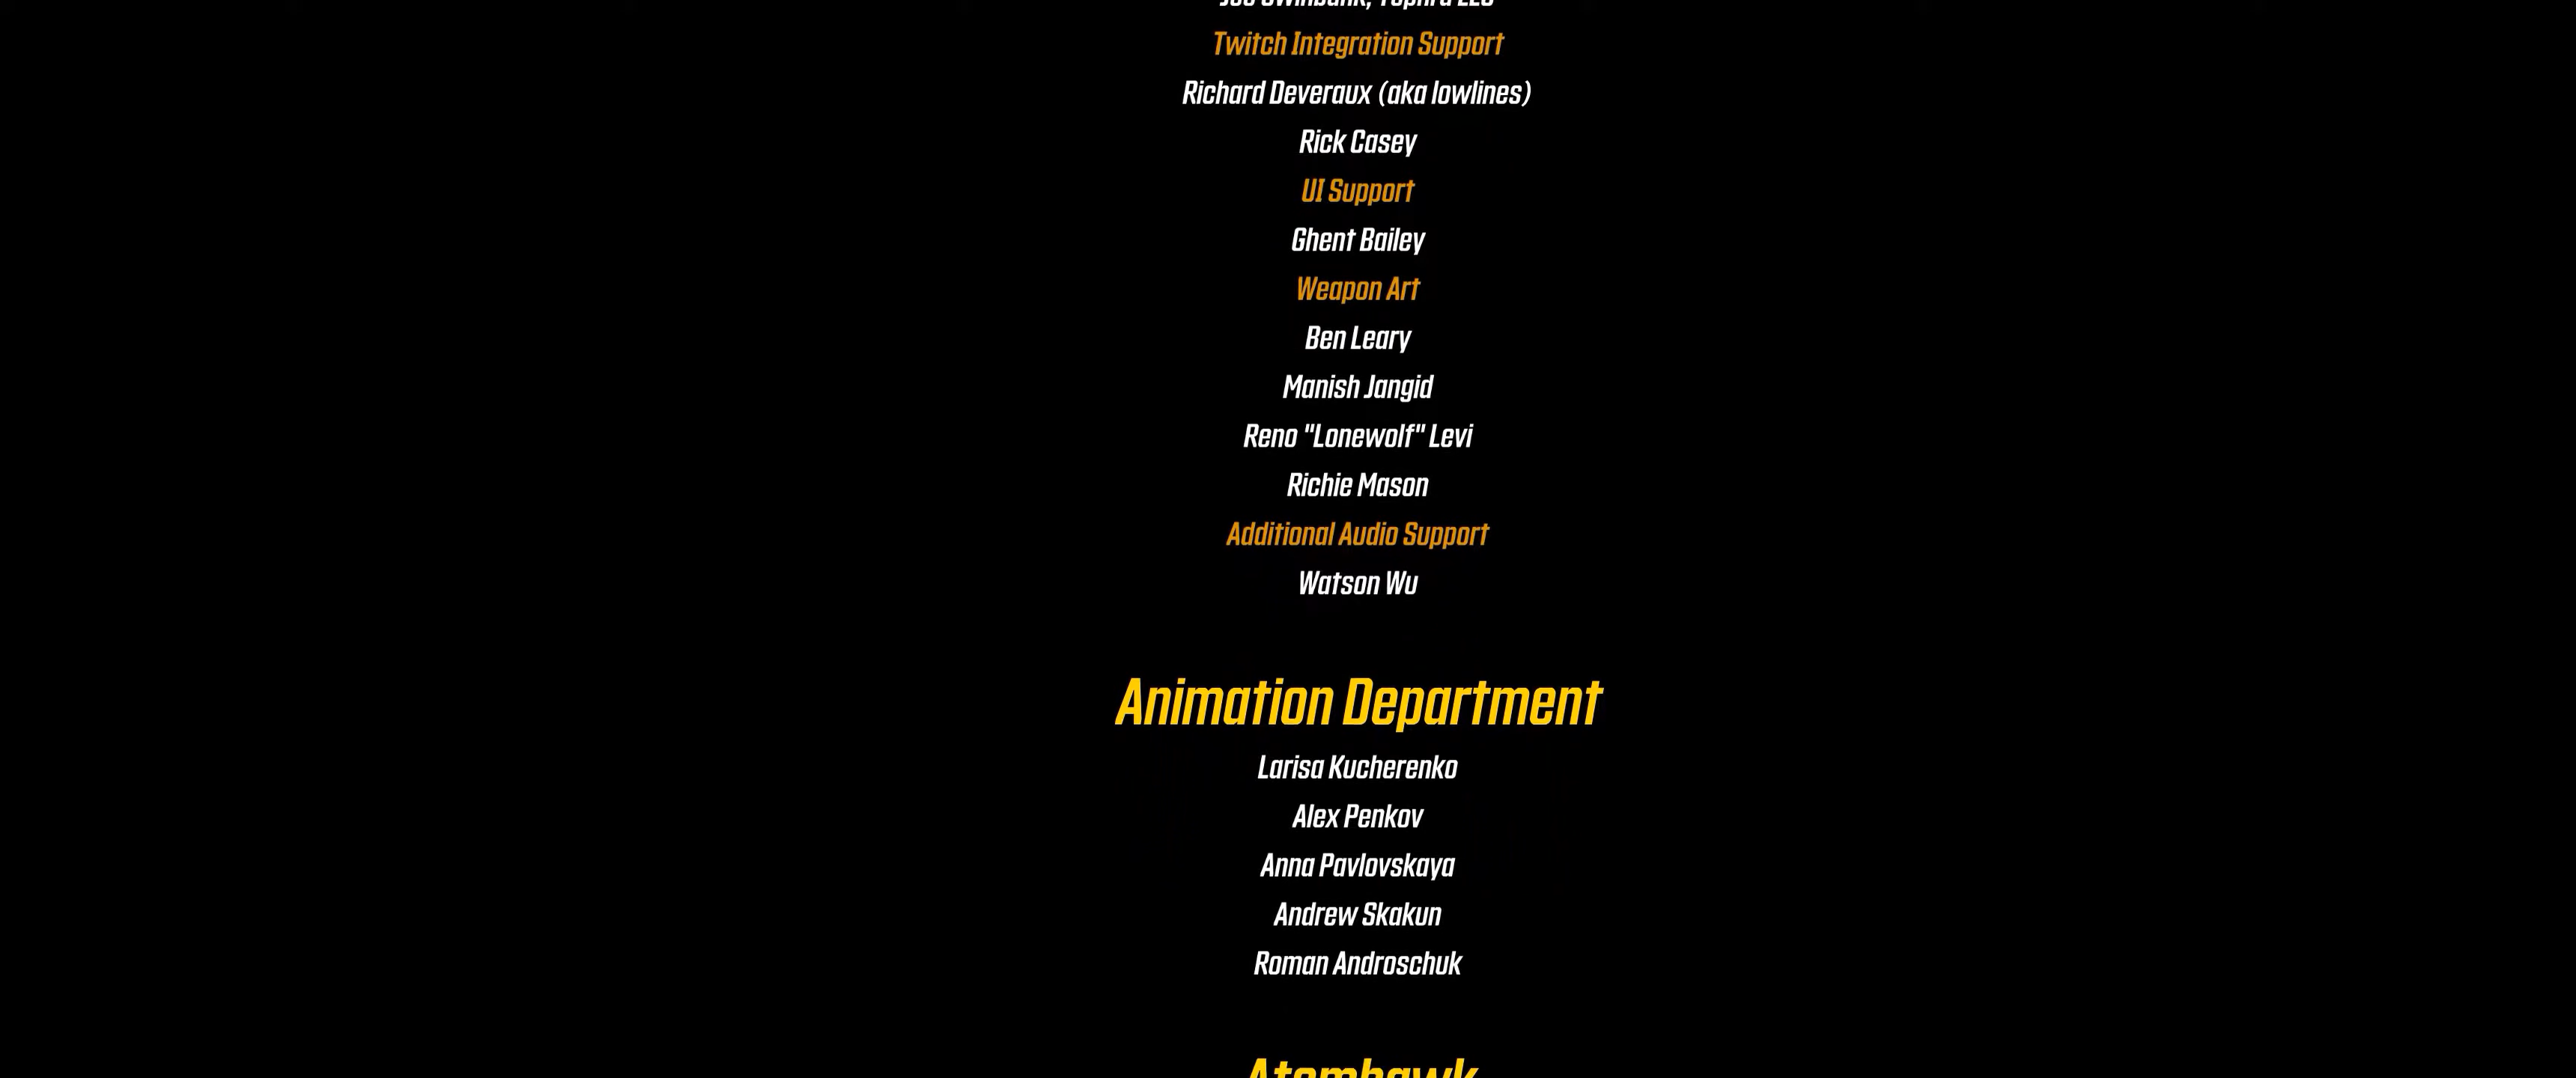 Twitch Integration Support
Richard Deveraux (aka lowlines)
Rick Casey
UI Support
Ghent Bailey
Weapon Art
Ben Leary
Manish Jangid
Reno "Lonewolf" Levi
Richie Mason
Additional Audio Support
Watson Wu
Animation Department
Larisa Kucherenko
Alex Penkov
Anna Pavlovskaya
Andrew Skakun
Roman Androschuk
Atomhawk